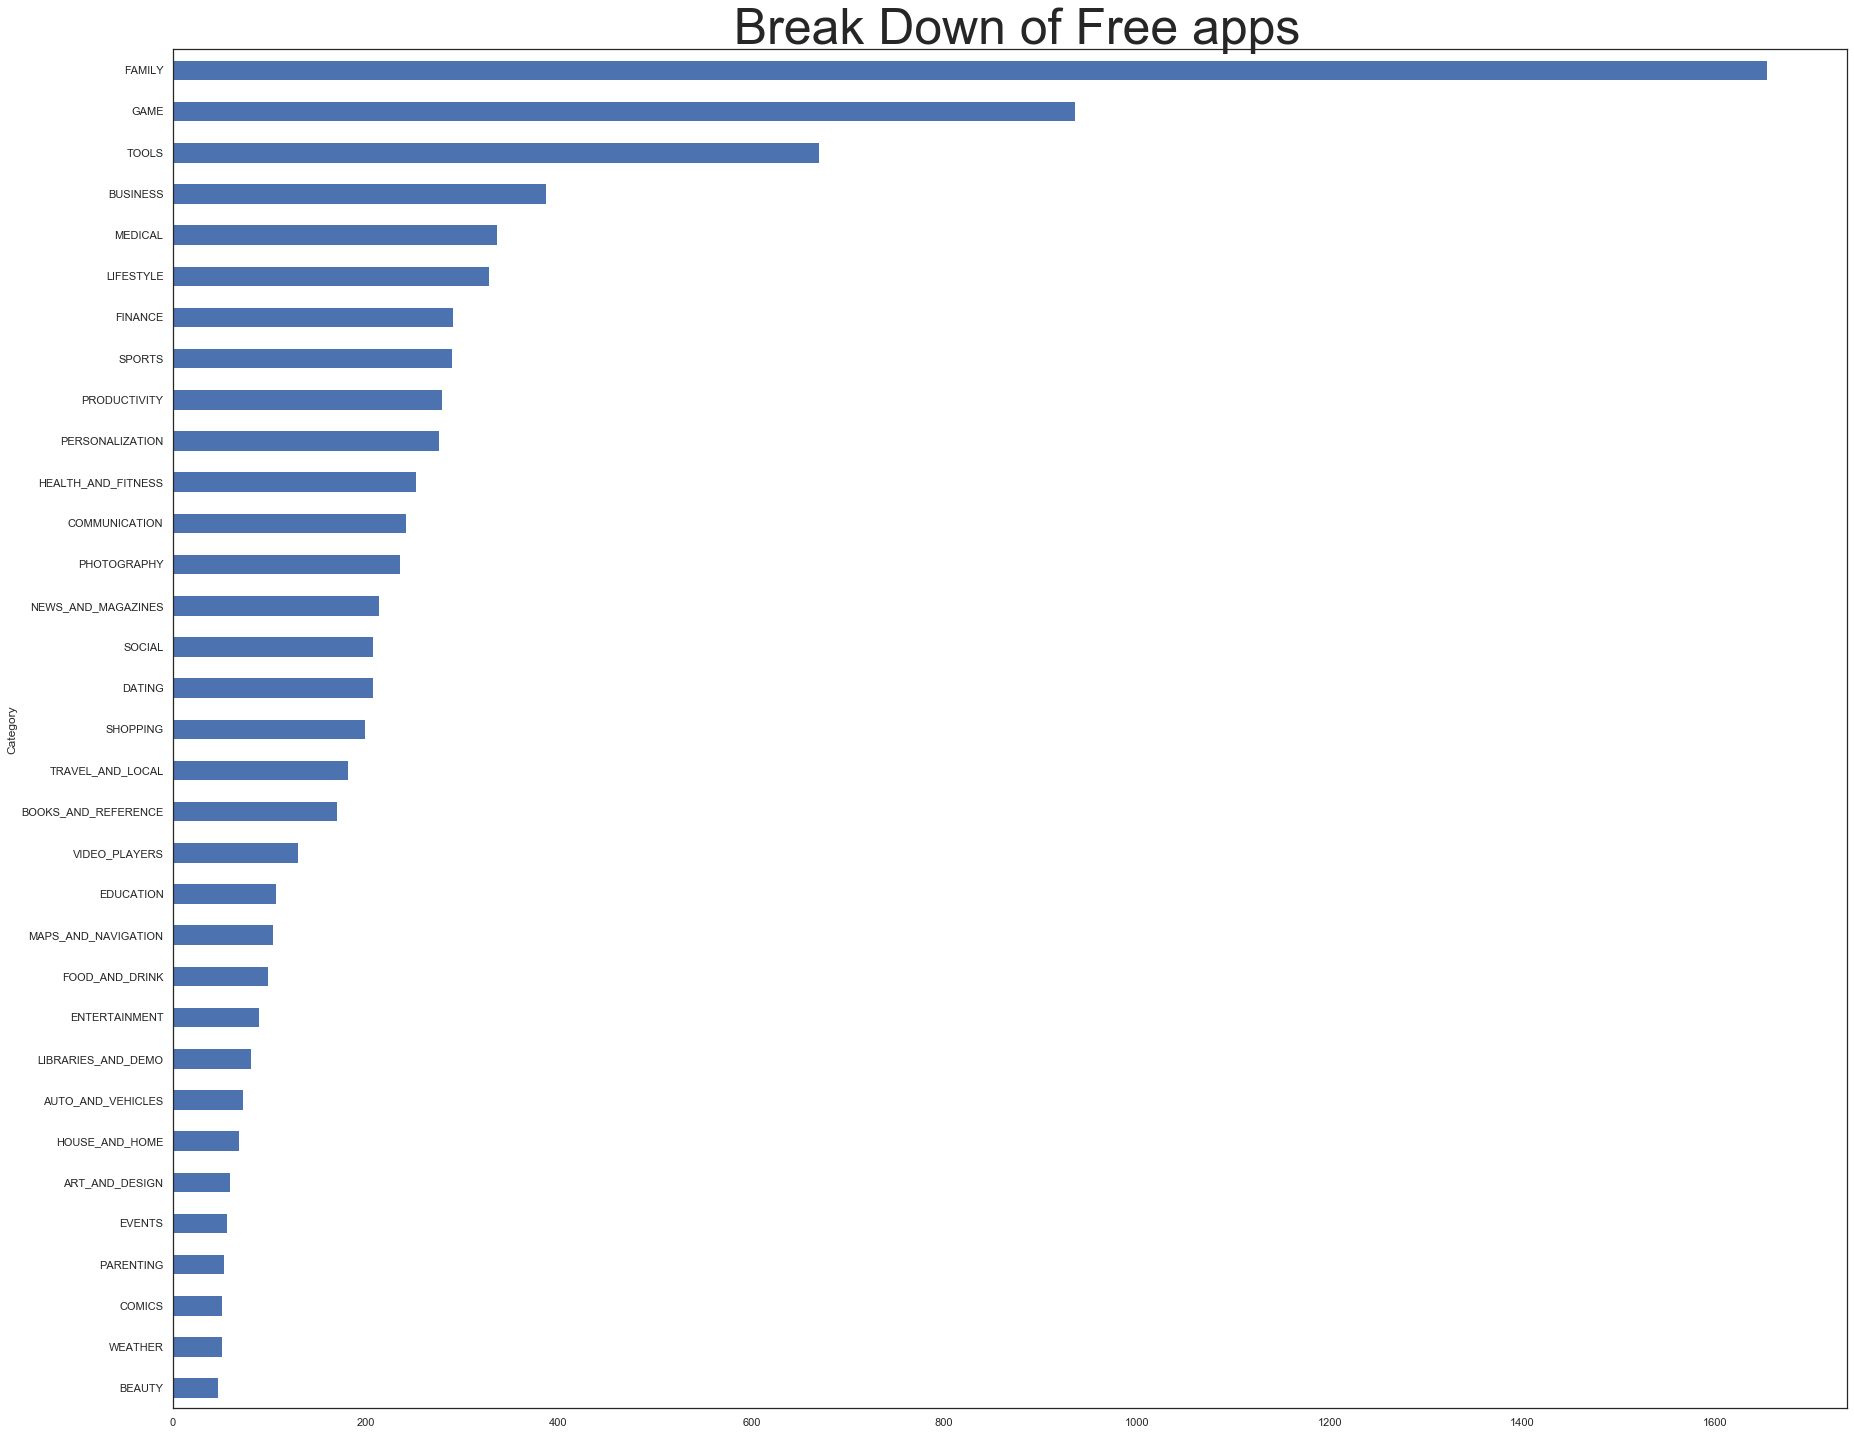 Break Down of Free apps
FAMILY
GAME
TOOLS
BUSINESS
MEDICAL
LIFESTYLE
FINANCE
SPORTS
PRODUCTIVITY
PERSONALIZATION
HEALTH_AND_FITNESS
COMMUNICATION
PHOTOGRAPHY
NEWS_AND_MAGAZINES
SOCIAL
DATING
SHOPPING
Category
TRAVEL_AND_LOCAL
BOOKS_AND_REFERENCE
VIDEO_PLAYERS
EDUCATION
MAPS_AND_NAVIGATION
FOOD_AND_DRINK
ENTERTAINMENT
LIBRARIES_AND_DEMO
AUTO_AND_VEHICLES
HOUSE_AND_HOME
ART_AND_DESIGN
EVENTS
PARENTING
COMICS
WEATHER
BEAUTY
0 200 400 600 800 1000 1200 1400 1600